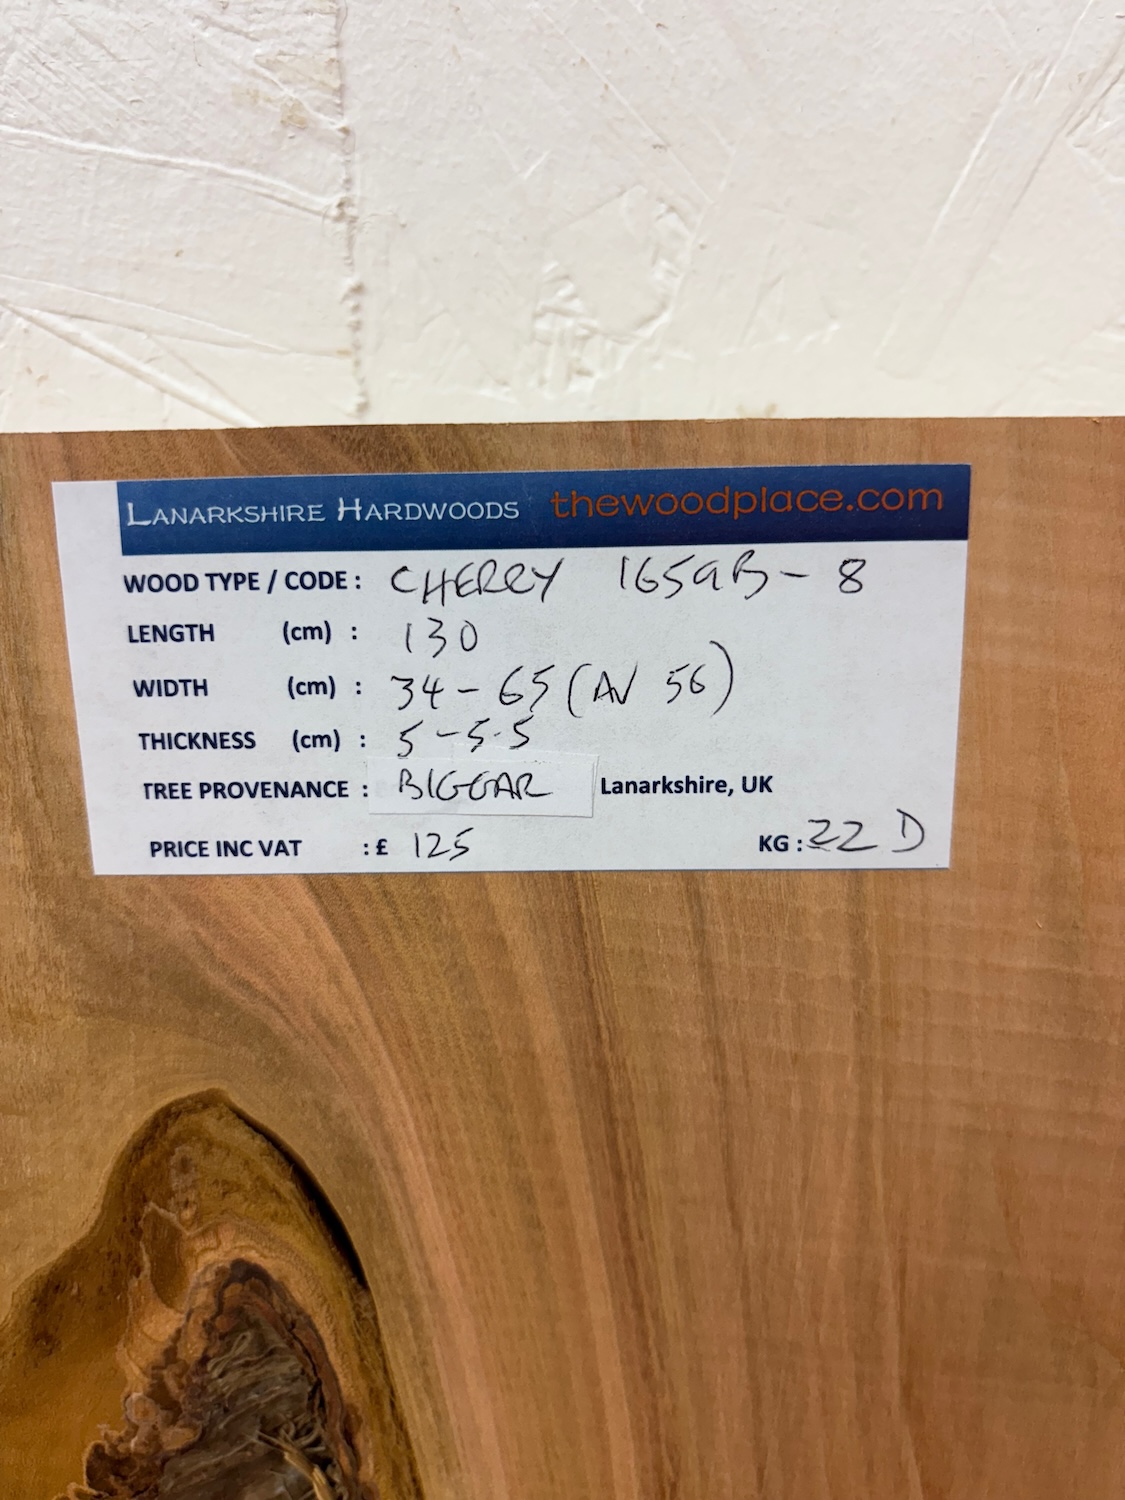 LANARKSHIRE HARDWOODS thewoodplace.com
WOOD TYPE / CODE : CHERRY 1659B - 8
LENGTH (cm) : 130
WIDTH (cm) : 34 - 65 (AV 56)
THICKNESS (cm) : 5 - 5.5
TREE PROVENANCE : BIGGAR Lanarkshire, UK
PRICE INC VAT : £ 125 KG : 22 D